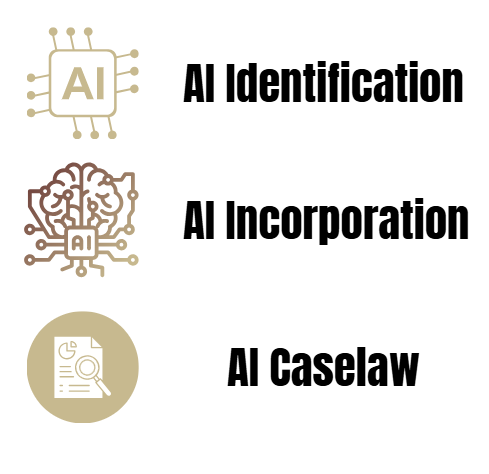 AI
AI Identification
AI
AI Incorporation
AI Caselaw